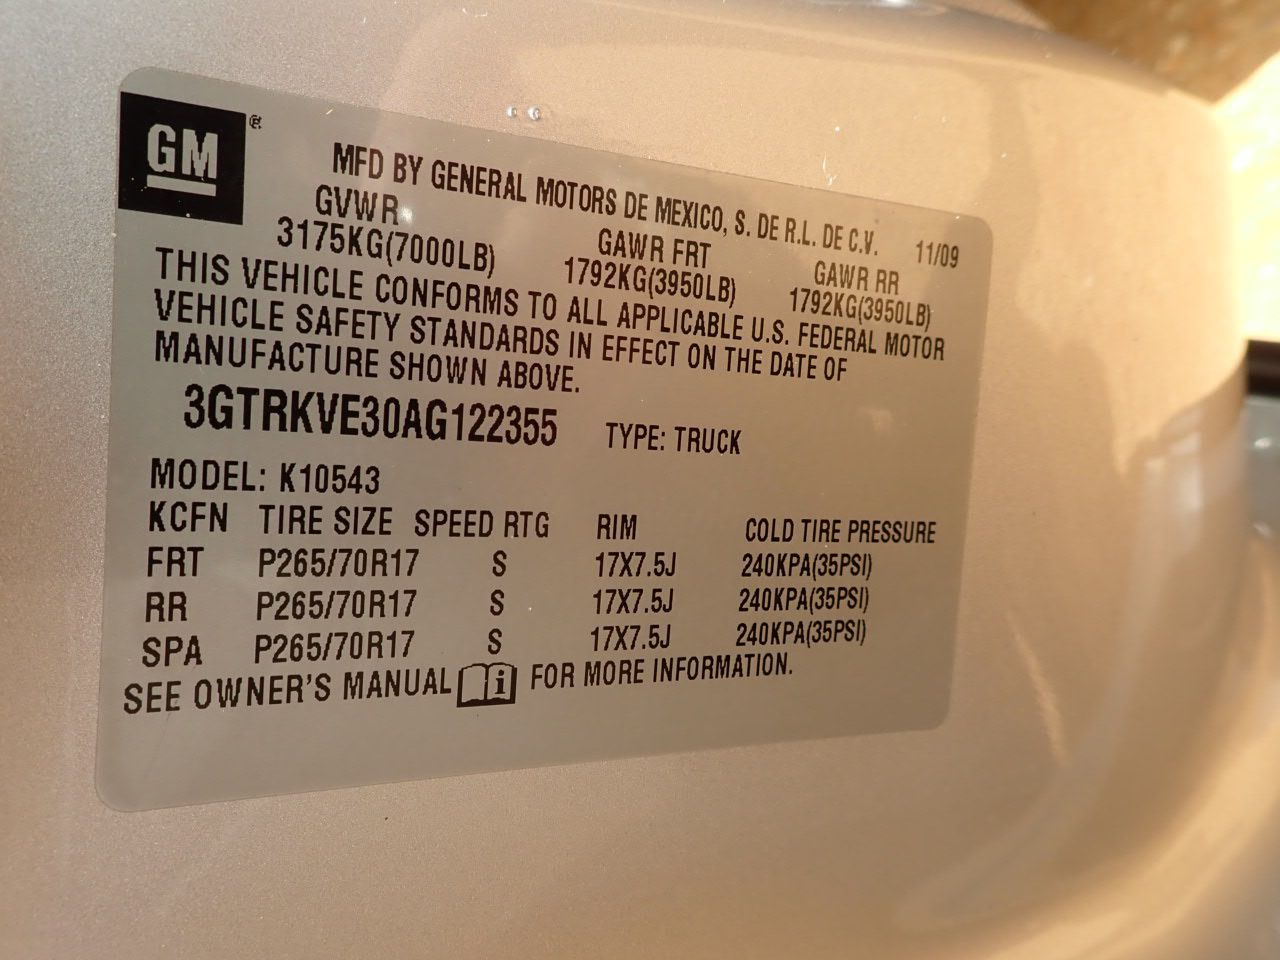 GM ®
MFD BY GENERAL MOTORS DE MEXICO, S. DE R.L. DE C.V. 11/09
GVWR GAWR FRT GAWR RR
3175KG(7000LB) 1792KG(3950LB) 1792KG(3950LB)
THIS VEHICLE CONFORMS TO ALL APPLICABLE U.S. FEDERAL MOTOR
VEHICLE SAFETY STANDARDS IN EFFECT ON THE DATE OF
MANUFACTURE SHOWN ABOVE.
3GTRKVE30AG122355 TYPE: TRUCK
MODEL: K10543
KCFN TIRE SIZE SPEED RTG RIM COLD TIRE PRESSURE
FRT P265/70R17 S 17X7.5J 240KPA(35PSI)
RR P265/70R17 S 17X7.5J 240KPA(35PSI)
SPA P265/70R17 S 17X7.5J 240KPA(35PSI)
SEE OWNER'S MANUAL i FOR MORE INFORMATION.